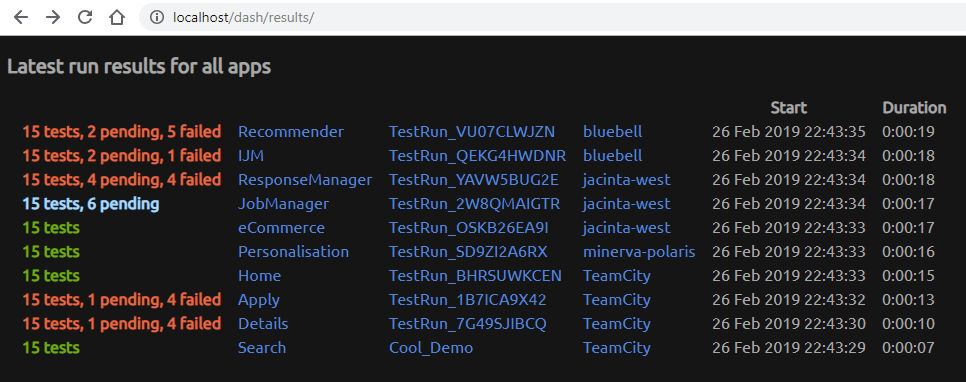 localhost/dash/results/
Latest run results for all apps
Start Duration
15 tests, 2 pending, 5 failed Recommender TestRun_VU07CLWJZN bluebell 26 Feb 2019 22:43:35 0:00:19
15 tests, 2 pending, 1 failed IJM TestRun_QEKG4HWDNR bluebell 26 Feb 2019 22:43:34 0:00:18
15 tests, 4 pending, 4 failed ResponseManager TestRun_YAVW5BUG2E jacinta-west 26 Feb 2019 22:43:34 0:00:18
15 tests, 6 pending JobManager TestRun_2W8QMAIGTR jacinta-west 26 Feb 2019 22:43:34 0:00:17
15 tests eCommerce TestRun_OSKB26EA9I jacinta-west 26 Feb 2019 22:43:33 0:00:17
15 tests Personalisation TestRun_SD9ZI2A6RX minerva-polaris 26 Feb 2019 22:43:33 0:00:16
15 tests Home TestRun_BHRSUWKCEN TeamCity 26 Feb 2019 22:43:33 0:00:15
15 tests, 1 pending, 4 failed Apply TestRun_1B7ICA9X42 TeamCity 26 Feb 2019 22:43:32 0:00:13
15 tests, 1 pending, 4 failed Details TestRun_7G49SJIBCQ TeamCity 26 Feb 2019 22:43:30 0:00:10
15 tests Search Cool_Demo TeamCity 26 Feb 2019 22:43:29 0:00:07